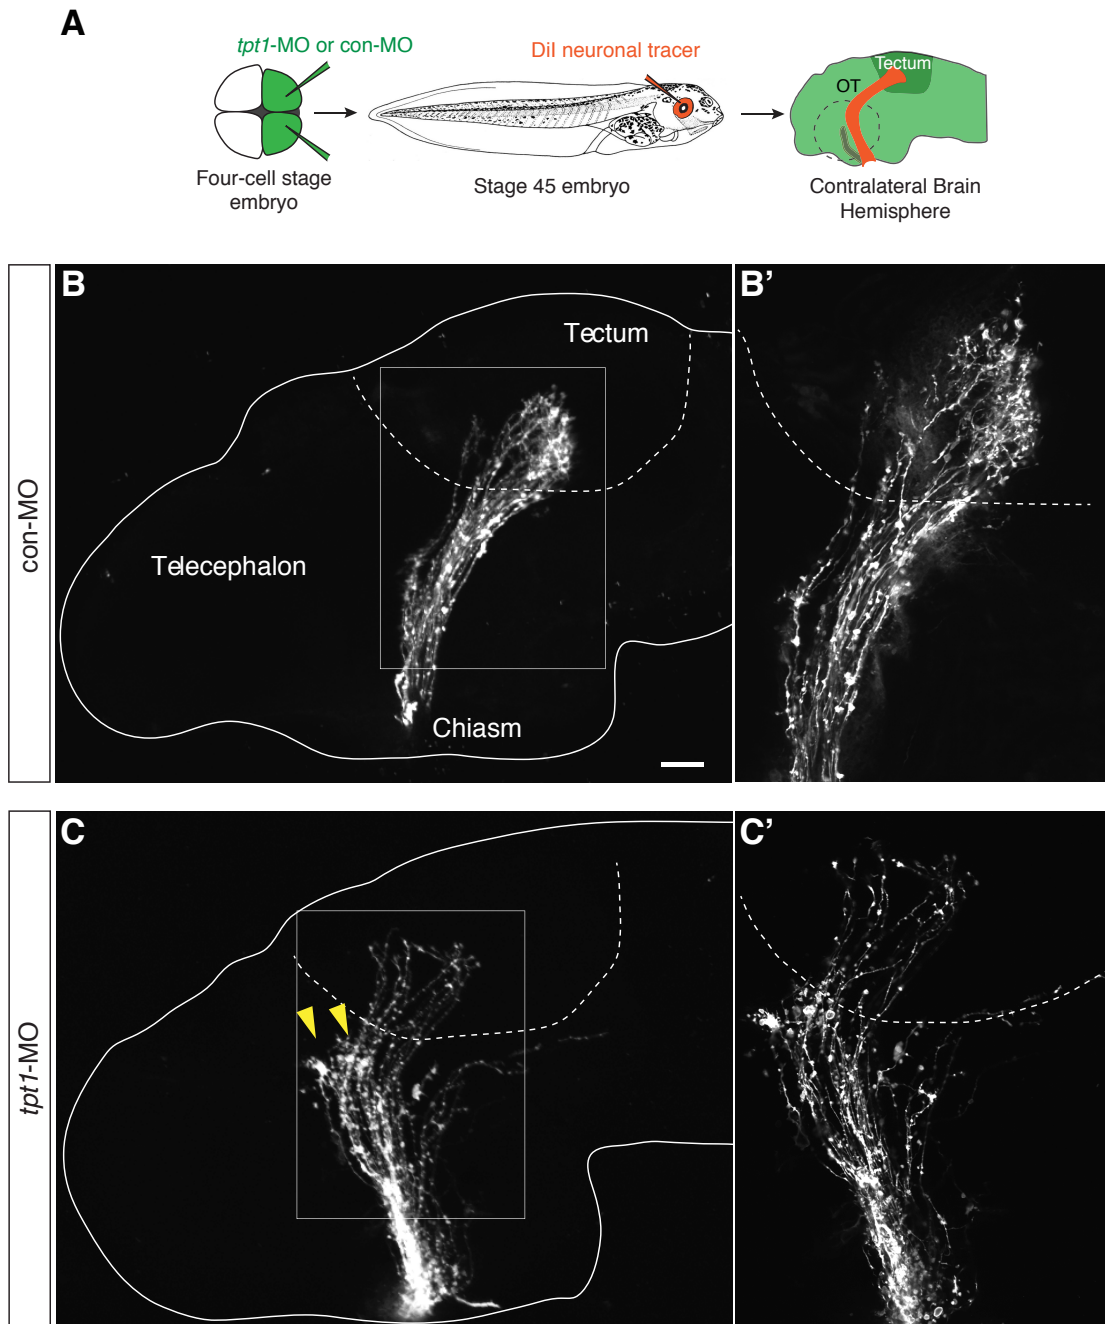 A
tpt1-MO or con-MO
DiI neuronal tracer
Tectum
OT
Four-cell stage
embryo
Stage 45 embryo
Contralateral Brain
Hemisphere
con-MO
B
Tectum
Telecephalon
Chiasm
B’
tpt1-MO
C
C’